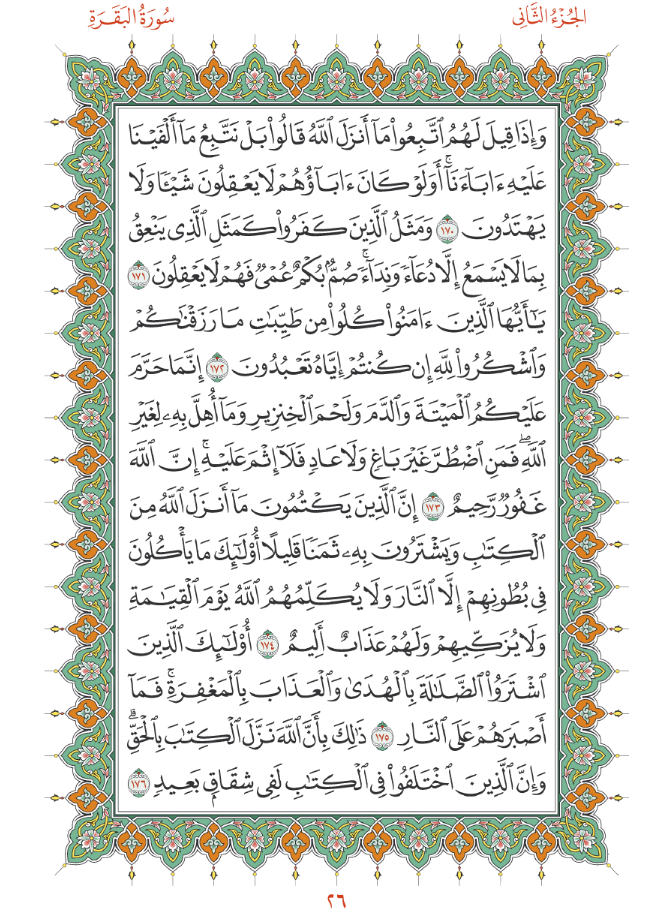 الجُزْءُ الثَّانِي
سُورَةُ البَقَرَةِ
وَإِذَا قِيلَ لَهُمُ ٱتَّبِعُوا۟ مَآ أَنزَلَ ٱللَّهُ قَالُوا۟ بَلْ نَتَّبِعُ مَآ أَلْفَيْنَا
عَلَيْهِ ءَابَآءَنَآ ۗ أَوَلَوْ كَانَ ءَابَآؤُهُمْ لَا يَعْقِلُونَ شَيْـًٔا وَلَا
يَهْتَدُونَ ١٧٠ وَمَثَلُ ٱلَّذِينَ كَفَرُوا۟ كَمَثَلِ ٱلَّذِى يَنْعِقُ
بِمَا لَا يَسْمَعُ إِلَّا دُعَآءً وَنِدَآءً ۚ صُمٌّۢ بُكْمٌ عُمْىٌ فَهُمْ لَا يَعْقِلُونَ ١٧١
يَـٰٓأَيُّهَا ٱلَّذِينَ ءَامَنُوا۟ كُلُوا۟ مِن طَيِّبَـٰتِ مَا رَزَقْنَـٰكُمْ
وَٱشْكُرُوا۟ لِلَّهِ إِن كُنتُمْ إِيَّاهُ تَعْبُدُونَ ١٧٢ إِنَّمَا حَرَّمَ
عَلَيْكُمُ ٱلْمَيْتَةَ وَٱلدَّمَ وَلَحْمَ ٱلْخِنزِيرِ وَمَآ أُهِلَّ بِهِۦ لِغَيْرِ
ٱللَّهِ ۖ فَمَنِ ٱضْطُرَّ غَيْرَ بَاغٍ وَلَا عَادٍ فَلَآ إِثْمَ عَلَيْهِ ۚ إِنَّ ٱللَّهَ
غَفُورٌ رَّحِيمٌ ١٧٣ إِنَّ ٱلَّذِينَ يَكْتُمُونَ مَآ أَنزَلَ ٱللَّهُ مِنَ
ٱلْكِتَـٰبِ وَيَشْتَرُونَ بِهِۦ ثَمَنًا قَلِيلًا ۙ أُو۟لَـٰٓئِكَ مَا يَأْكُلُونَ
فِى بُطُونِهِمْ إِلَّا ٱلنَّارَ وَلَا يُكَلِّمُهُمُ ٱللَّهُ يَوْمَ ٱلْقِيَـٰمَةِ
وَلَا يُزَكِّيهِمْ وَلَهُمْ عَذَابٌ أَلِيمٌ ١٧٤ أُو۟لَـٰٓئِكَ ٱلَّذِينَ
ٱشْتَرَوُا۟ ٱلضَّلَـٰلَةَ بِٱلْهُدَىٰ وَٱلْعَذَابَ بِٱلْمَغْفِرَةِ ۚ فَمَآ
أَصْبَرَهُمْ عَلَى ٱلنَّارِ ١٧٥ ذَٰلِكَ بِأَنَّ ٱللَّهَ نَزَّلَ ٱلْكِتَـٰبَ بِٱلْحَقِّ ۗ
وَإِنَّ ٱلَّذِينَ ٱخْتَلَفُوا۟ فِى ٱلْكِتَـٰبِ لَفِى شِقَاقٍۭ بَعِيدٍ ١٧٦
٢٦